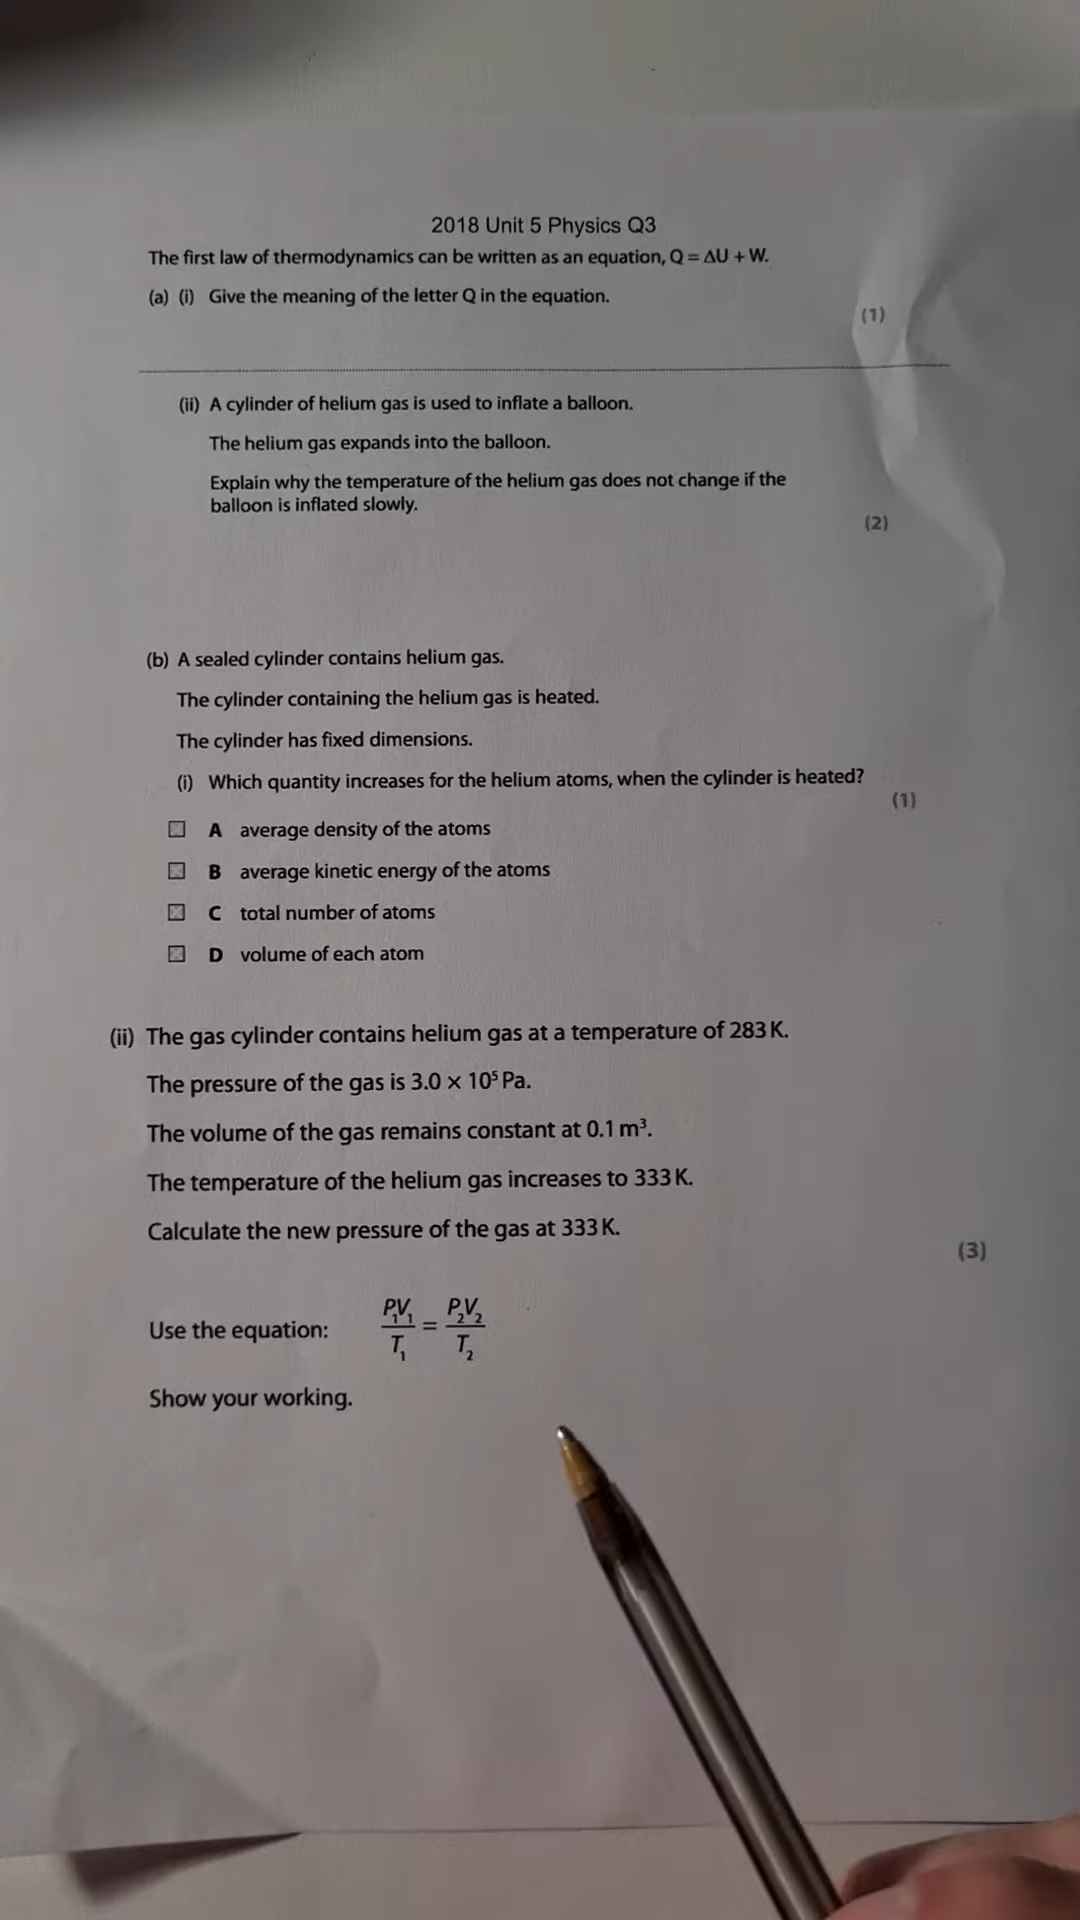 2018 Unit 5 Physics Q3
The first law of thermodynamics can be written as an equation, Q = ΔU + W.
(a) (i) Give the meaning of the letter Q in the equation.
(1)
(ii) A cylinder of helium gas is used to inflate a balloon.
The helium gas expands into the balloon.
Explain why the temperature of the helium gas does not change if the
balloon is inflated slowly.
(2)
(b) A sealed cylinder contains helium gas.
The cylinder containing the helium gas is heated.
The cylinder has fixed dimensions.
(i) Which quantity increases for the helium atoms, when the cylinder is heated?
(1)
A average density of the atoms
B average kinetic energy of the atoms
C total number of atoms
D volume of each atom
(ii) The gas cylinder contains helium gas at a temperature of 283 K.
The pressure of the gas is 3.0 × 10⁵ Pa.
The volume of the gas remains constant at 0.1 m³.
The temperature of the helium gas increases to 333 K.
Calculate the new pressure of the gas at 333 K.
(3)
Use the equation: P₁V₁/T₁ = P₂V₂/T₂
Show your working.